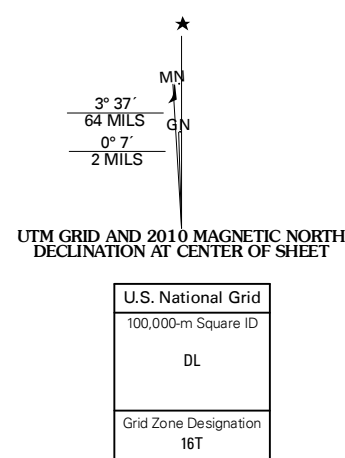 ★
MN
3° 37´
64 MILS
GN
0° 7´
2 MILS
UTM GRID AND 2010 MAGNETIC NORTH
DECLINATION AT CENTER OF SHEET
U.S. National Grid
100,000-m Square ID
DL
Grid Zone Designation
16T